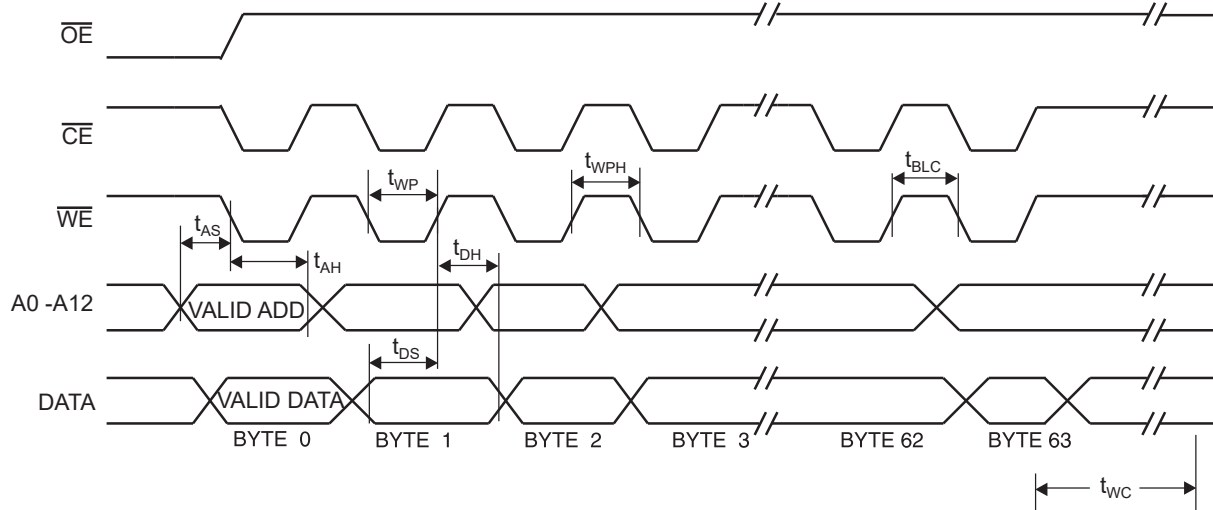 OE
CE
tWP
tWPH
tBLC
WE
tAS
tAH
tDH
A0 -A12
VALID ADD
tDS
DATA
VALID DATA
BYTE 0
BYTE 1
BYTE 2
BYTE 3
BYTE 62
BYTE 63
tWC